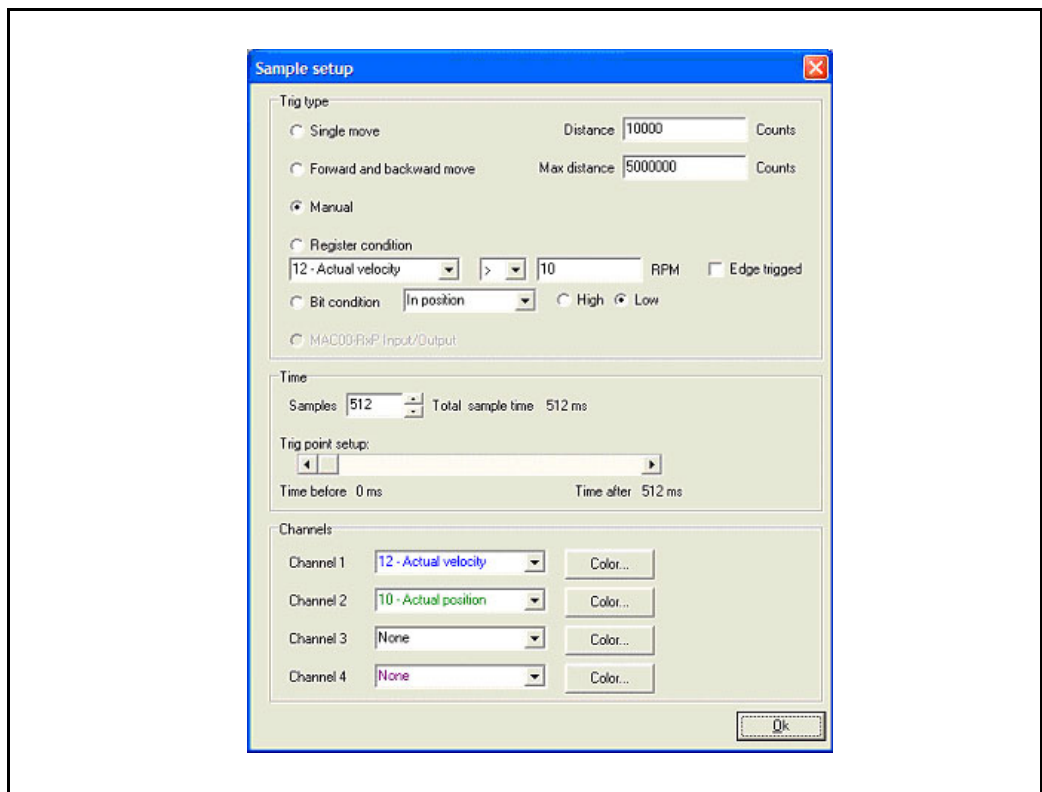 Sample setup
Trig type
Single move Distance 10000 Counts
Forward and backward move Max distance 5000000 Counts
Manual
Register condition
12 - Actual velocity > 10 RPM Edge trigged
Bit condition In position High Low
MAC00-RxP Input/Output
Time
Samples 512 Total sample time 512 ms
Trig point setup:
Time before 0 ms Time after 512 ms
Channels
Channel 1 12 - Actual velocity Color...
Channel 2 10 - Actual position Color...
Channel 3 None Color...
Channel 4 None Color...
Ok